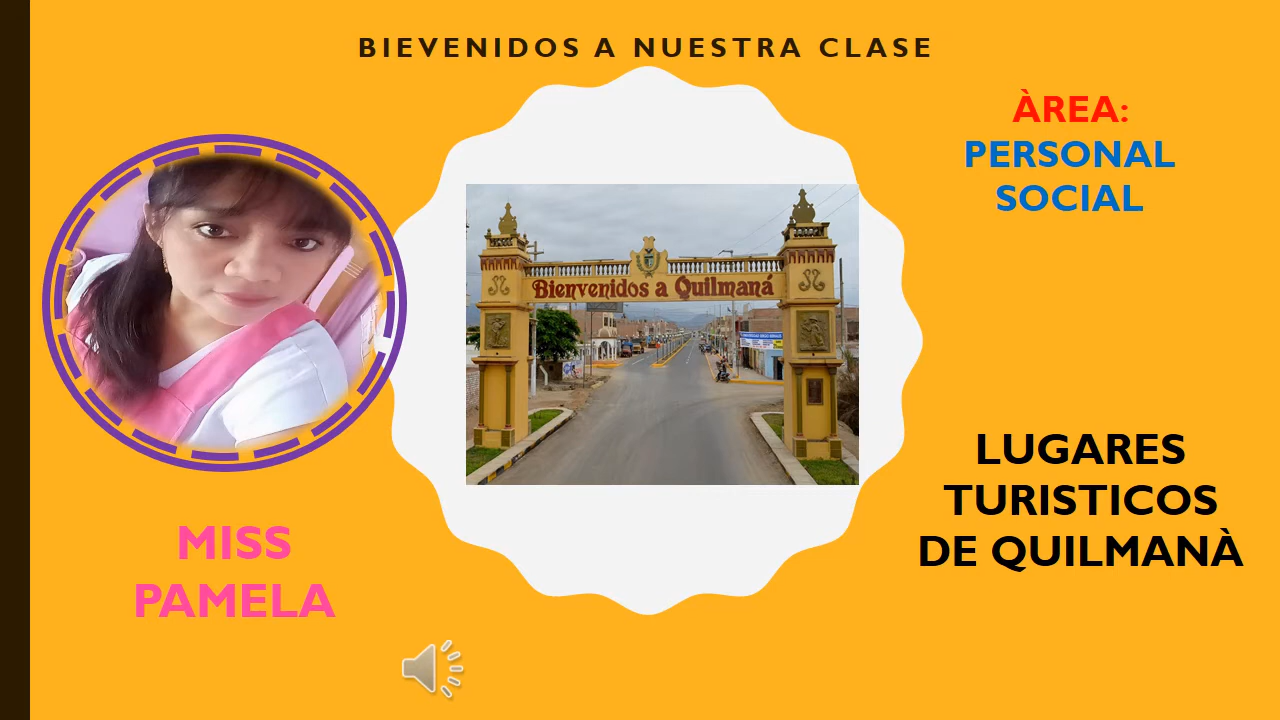 BIEVENIDOS A NUESTRA CLASE
ÀREA:
PERSONAL
SOCIAL
Bienvenidos a Quilmaná
LUGARES
TURISTICOS
DE QUILMANÀ
MISS
PAMELA